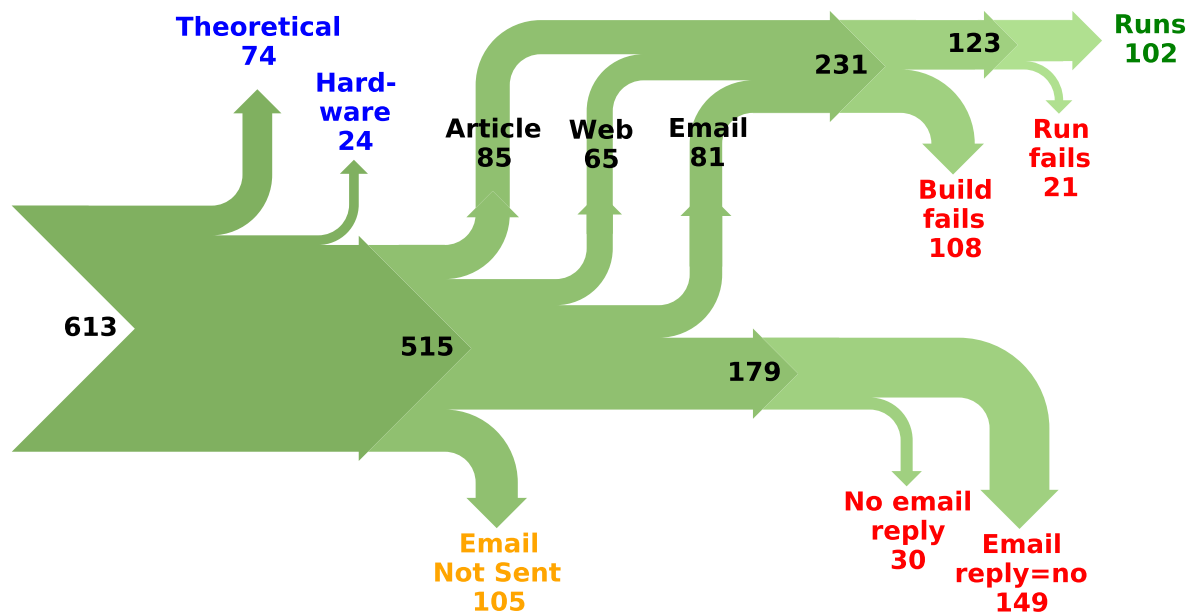 Theoretical
74
Hard-
ware
24
Article
85
Web
65
Email
81
231
123
Runs
102
Run
fails
21
Build
fails
108
613
515
179
No email
reply
30
Email
reply=no
149
Email
Not Sent
105